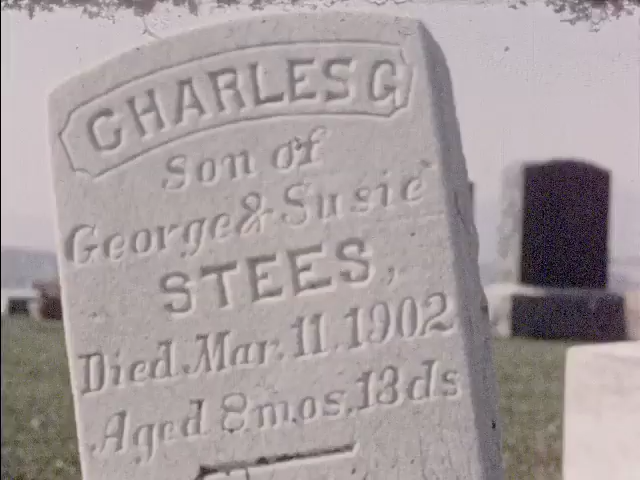 CHARLES G
Son of
George & Susie
STEES,
Died Mar. 11. 1902
Aged 8 mos. 13 ds